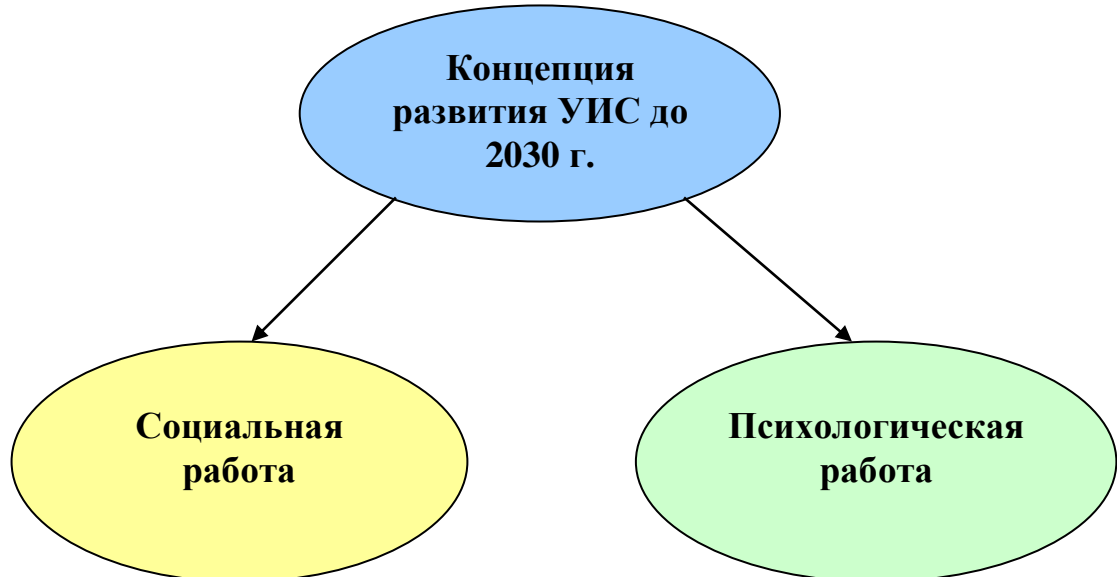 Концепция
развития УИС до
2030 г.
Социальная
работа
Психологическая
работа